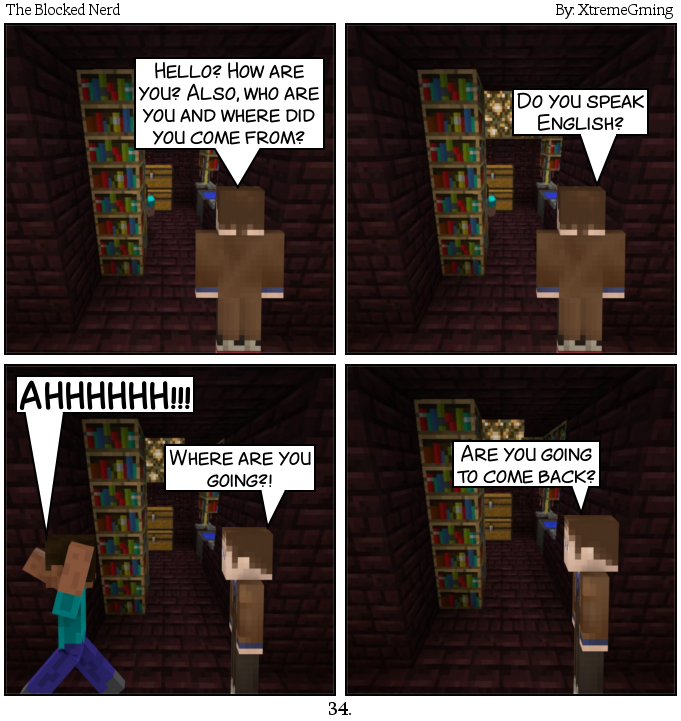 The Blocked Nerd
By: XtremeGming
Hello? How are
you? Also, who are
you and where did
you come from?
Do you speak
English?
AHHHHHH!!!
Where are you
going?!
Are you going
to come back?
34.